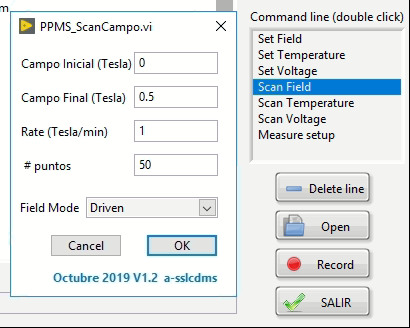 PPMS_ScanCampo.vi
Campo Inicial (Tesla) 0
Campo Final (Tesla) 0.5
Rate (Tesla/min) 1
# puntos 50
Field Mode Driven
Cancel OK
Octubre 2019 V1.2 a-sslcdms
Command line (double click)
Set Field
Set Temperature
Set Voltage
Scan Field
Scan Temperature
Scan Voltage
Measure setup
Delete line
Open
Record
SALIR